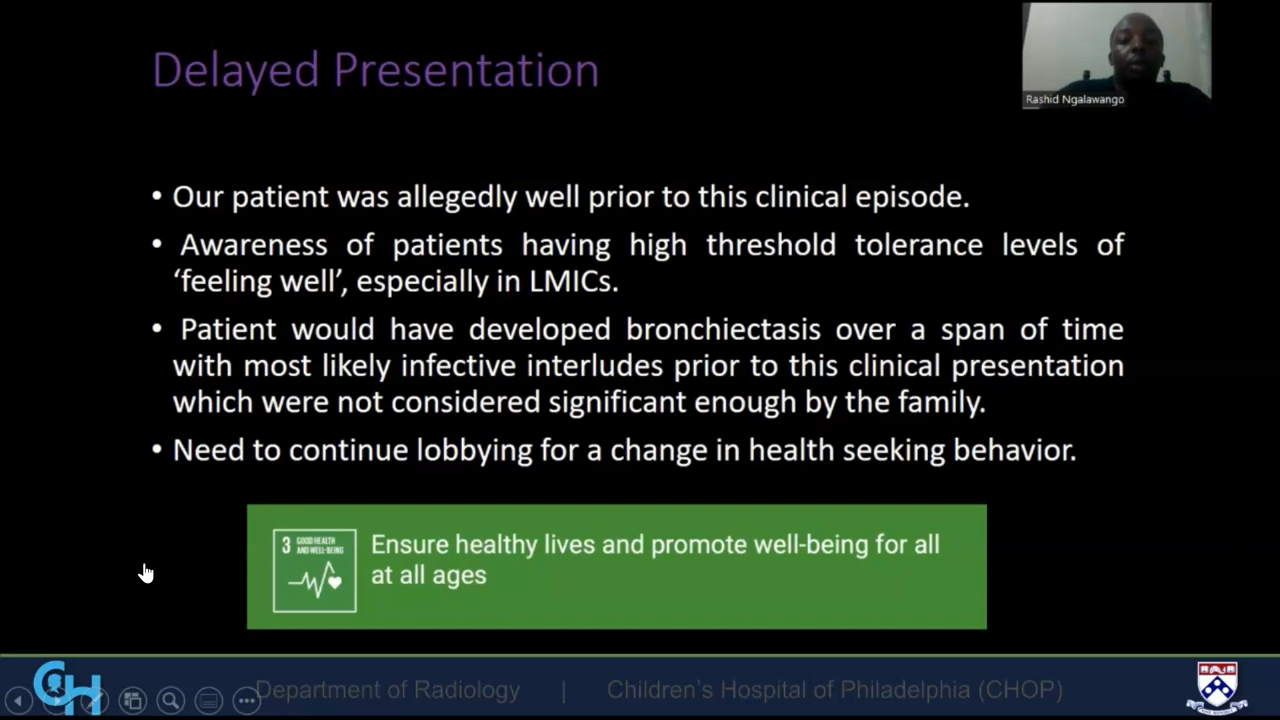 Delayed Presentation
Rashid Ngalawango
• Our patient was allegedly well prior to this clinical episode.
• Awareness of patients having high threshold tolerance levels of
‘feeling well’, especially in LMICs.
• Patient would have developed bronchiectasis over a span of time
with most likely infective interludes prior to this clinical presentation
which were not considered significant enough by the family.
• Need to continue lobbying for a change in health seeking behavior.
3 GOOD HEALTH
AND WELL-BEING
Ensure healthy lives and promote well-being for all
at all ages
CH
Department of Radiology | Children’s Hospital of Philadelphia (CHOP)